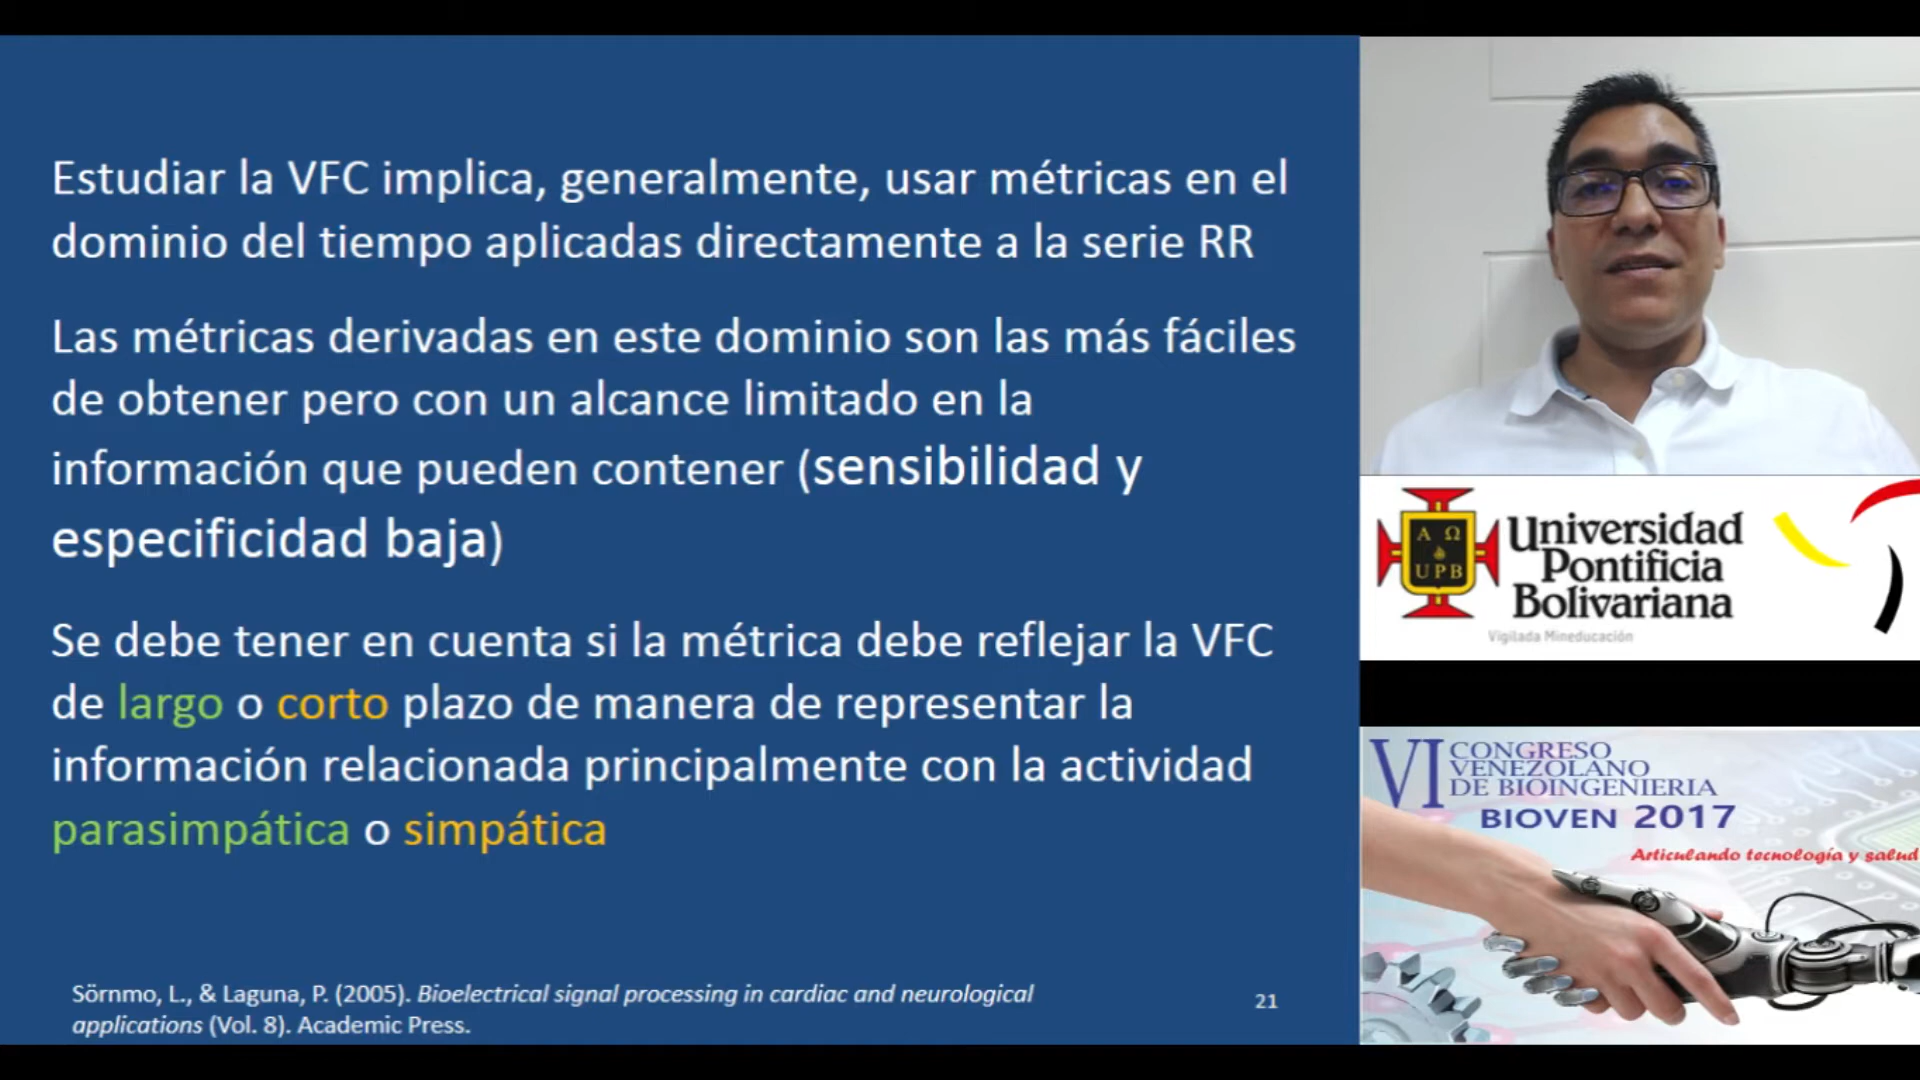 Estudiar la VFC implica, generalmente, usar métricas en el
dominio del tiempo aplicadas directamente a la serie RR
Las métricas derivadas en este dominio son las más fáciles
de obtener pero con un alcance limitado en la
información que pueden contener (sensibilidad y
especificidad baja)
Se debe tener en cuenta si la métrica debe reflejar la VFC
de largo o corto plazo de manera de representar la
información relacionada principalmente con la actividad
parasimpática o simpática
Sörnmo, L., & Laguna, P. (2005). Bioelectrical signal processing in cardiac and neurological
applications (Vol. 8). Academic Press.
21
A Ω
UPB
Universidad
Pontificia
Bolivariana
Vigilada Mineducación
VI CONGRESO
VENEZOLANO
DE BIOINGENIERIA
BIOVEN 2017
Articulando tecnología y salud